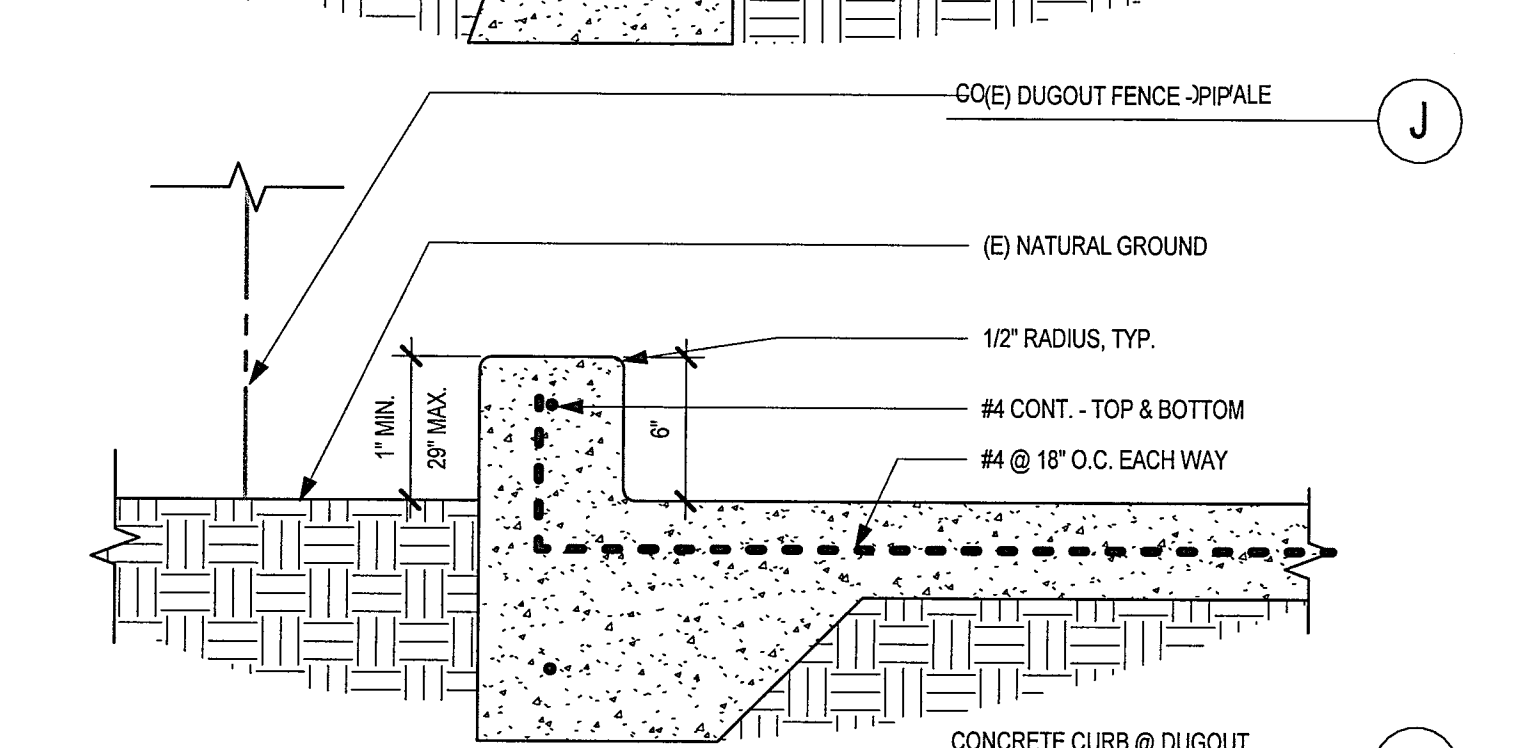 (E) DUGOUT FENCE
J
(E) NATURAL GROUND
1/2" RADIUS, TYP.
1" MIN.
29" MAX.
6"
#4 CONT. - TOP & BOTTOM
#4 @ 18" O.C. EACH WAY
CONCRETE CURB @ DUGOUT